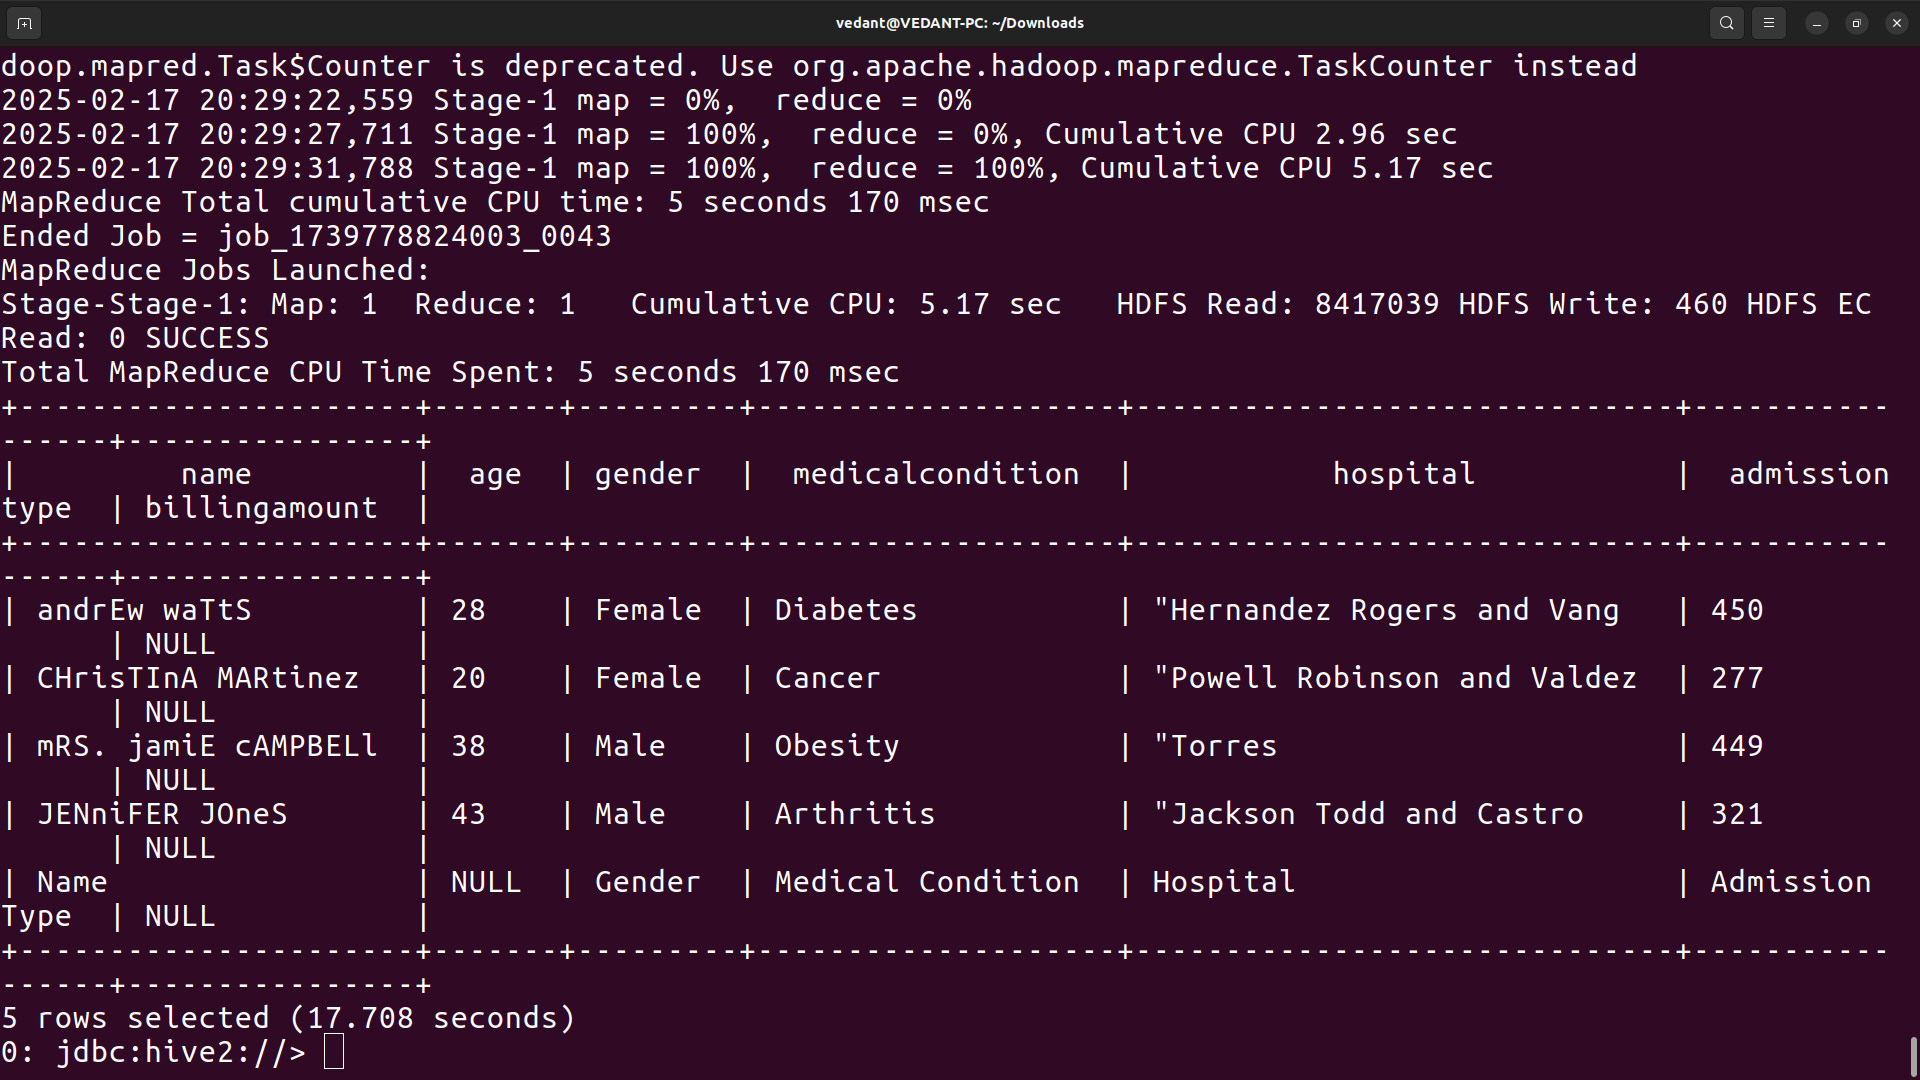 vedant@VEDANT-PC: ~/Downloads
doop.mapred.Task$Counter is deprecated. Use org.apache.hadoop.mapreduce.TaskCounter instead
2025-02-17 20:29:22,559 Stage-1 map = 0%,  reduce = 0%
2025-02-17 20:29:27,711 Stage-1 map = 100%,  reduce = 0%, Cumulative CPU 2.96 sec
2025-02-17 20:29:31,788 Stage-1 map = 100%,  reduce = 100%, Cumulative CPU 5.17 sec
MapReduce Total cumulative CPU time: 5 seconds 170 msec
Ended Job = job_1739778824003_0043
MapReduce Jobs Launched:
Stage-Stage-1: Map: 1  Reduce: 1   Cumulative CPU: 5.17 sec   HDFS Read: 8417039 HDFS Write: 460 HDFS EC
Read: 0 SUCCESS
Total MapReduce CPU Time Spent: 5 seconds 170 msec
+----------------------+-------+---------+--------------------+------------------------------+-----------
------+----------------+
|         name         |  age  | gender  |  medicalcondition  |           hospital           |  admission
type  | billingamount  |
+----------------------+-------+---------+--------------------+------------------------------+-----------
------+----------------+
| andrEw waTtS         | 28    | Female  | Diabetes           | "Hernandez Rogers and Vang   | 450
      | NULL           |
| CHrisTInA MARtinez   | 20    | Female  | Cancer             | "Powell Robinson and Valdez  | 277
      | NULL           |
| mRS. jamiE cAMPBELl  | 38    | Male    | Obesity            | "Torres                      | 449
      | NULL           |
| JENniFER JOneS       | 43    | Male    | Arthritis          | "Jackson Todd and Castro     | 321
      | NULL           |
| Name                 | NULL  | Gender  | Medical Condition  | Hospital                     | Admission
Type  | NULL           |
+----------------------+-------+---------+--------------------+------------------------------+-----------
------+----------------+
5 rows selected (17.708 seconds)
0: jdbc:hive2://>